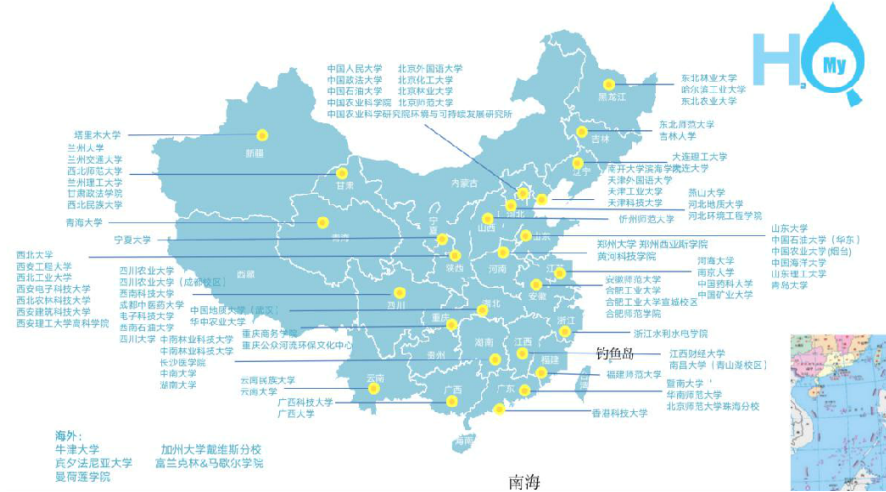 H
My
中国人民大学 北京外国语大学
中国政法大学 北京化工大学
中国石油大学 北京林业大学
中国农业科学院 北京师范大学
中国农业科学研究院环境与可持续发展研究所
东北林业大学
哈尔滨工业大学
东北农业大学
黑龙江
东北师范大学
吉林大学
吉林
塔里木大学
新疆
兰州大学
兰州交通大学
西北师范大学
兰州理工大学
甘肃政法学院
西北民族大学
甘肃
内蒙古
大连理工大学
大连大学
辽宁
南开大学滨海学院
天津外国语大学
天津工业大学
天津科技大学
燕山大学
河北地质大学
河北环境工程学院
河北
忻州师范大学
山西
青海大学
青海
宁夏大学
宁夏
山东
山东大学
中国石油大学（华东）
中国农业大学(烟台)
中国海洋大学
山东理工大学
青岛大学
郑州大学 郑州西亚斯学院
黄河科技学院
河南
西北大学
西安工程大学
西北工业大学
西安电子科技大学
西北农林科技大学
西安建筑科技大学
西安理工大学高科学院
陕西
西藏
四川农业大学
四川农业大学（成都校区）
西南科技大学
成都中医药大学
电子科技大学
西南石油大学
四川大学
四川
河海大学
南京大学
中国药科大学
中国矿业大学
江苏
安徽师范大学
合肥工业大学
合肥工业大学宣城校区
合肥师范学院
安徽
中国地质大学（武汉）
华中农业大学
湖北
重庆商务学院
重庆公众河流环保文化中心
重庆
浙江
浙江水利水电学院
中南林业科技大学
中南林业科技大学
长沙医学院
中南大学
湖南大学
湖南
贵州
江西
江西财经大学
南昌大学（青山湖校区）
钓鱼岛
福建
福建师范大学
台湾
云南民族大学
云南大学
云南
广西科技大学
广西大学
广西
广东
暨南大学
华南师范大学
北京师范大学珠海分校
香港科技大学
海南
海外：
牛津大学 加州大学戴维斯分校
宾夕法尼亚大学 富兰克林&马歇尔学院
曼荷莲学院
南海